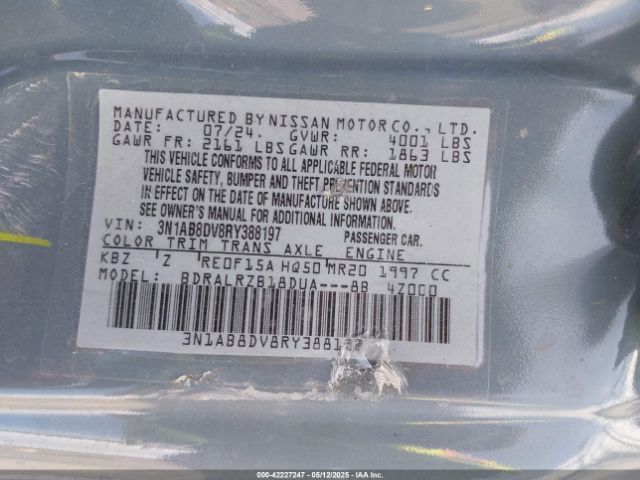 MANUFACTURED BY NISSAN MOTOR CO., LTD.
DATE: 07/24. GVWR: 4001 LBS
GAWR FR: 2161 LBS GAWR RR: 1863 LBS
THIS VEHICLE CONFORMS TO ALL APPLICABLE FEDERAL MOTOR
VEHICLE SAFETY, BUMPER AND THEFT PREVENTION STANDARDS
IN EFFECT ON THE DATE OF MANUFACTURE SHOWN ABOVE.
SEE OWNER'S MANUAL FOR ADDITIONAL INFORMATION.
VIN: 3N1AB8DV8RY388197 PASSENGER CAR.
COLOR TRIM TRANS AXLE ENGINE
KBZ Z RE0F15A HQ50 MR20 1997 CC
MODEL: BDRALRZB18DUA---8B 4Z000
3N1AB8DV8RY388197
000-42227247 - 05/12/2025 - IAA Inc.